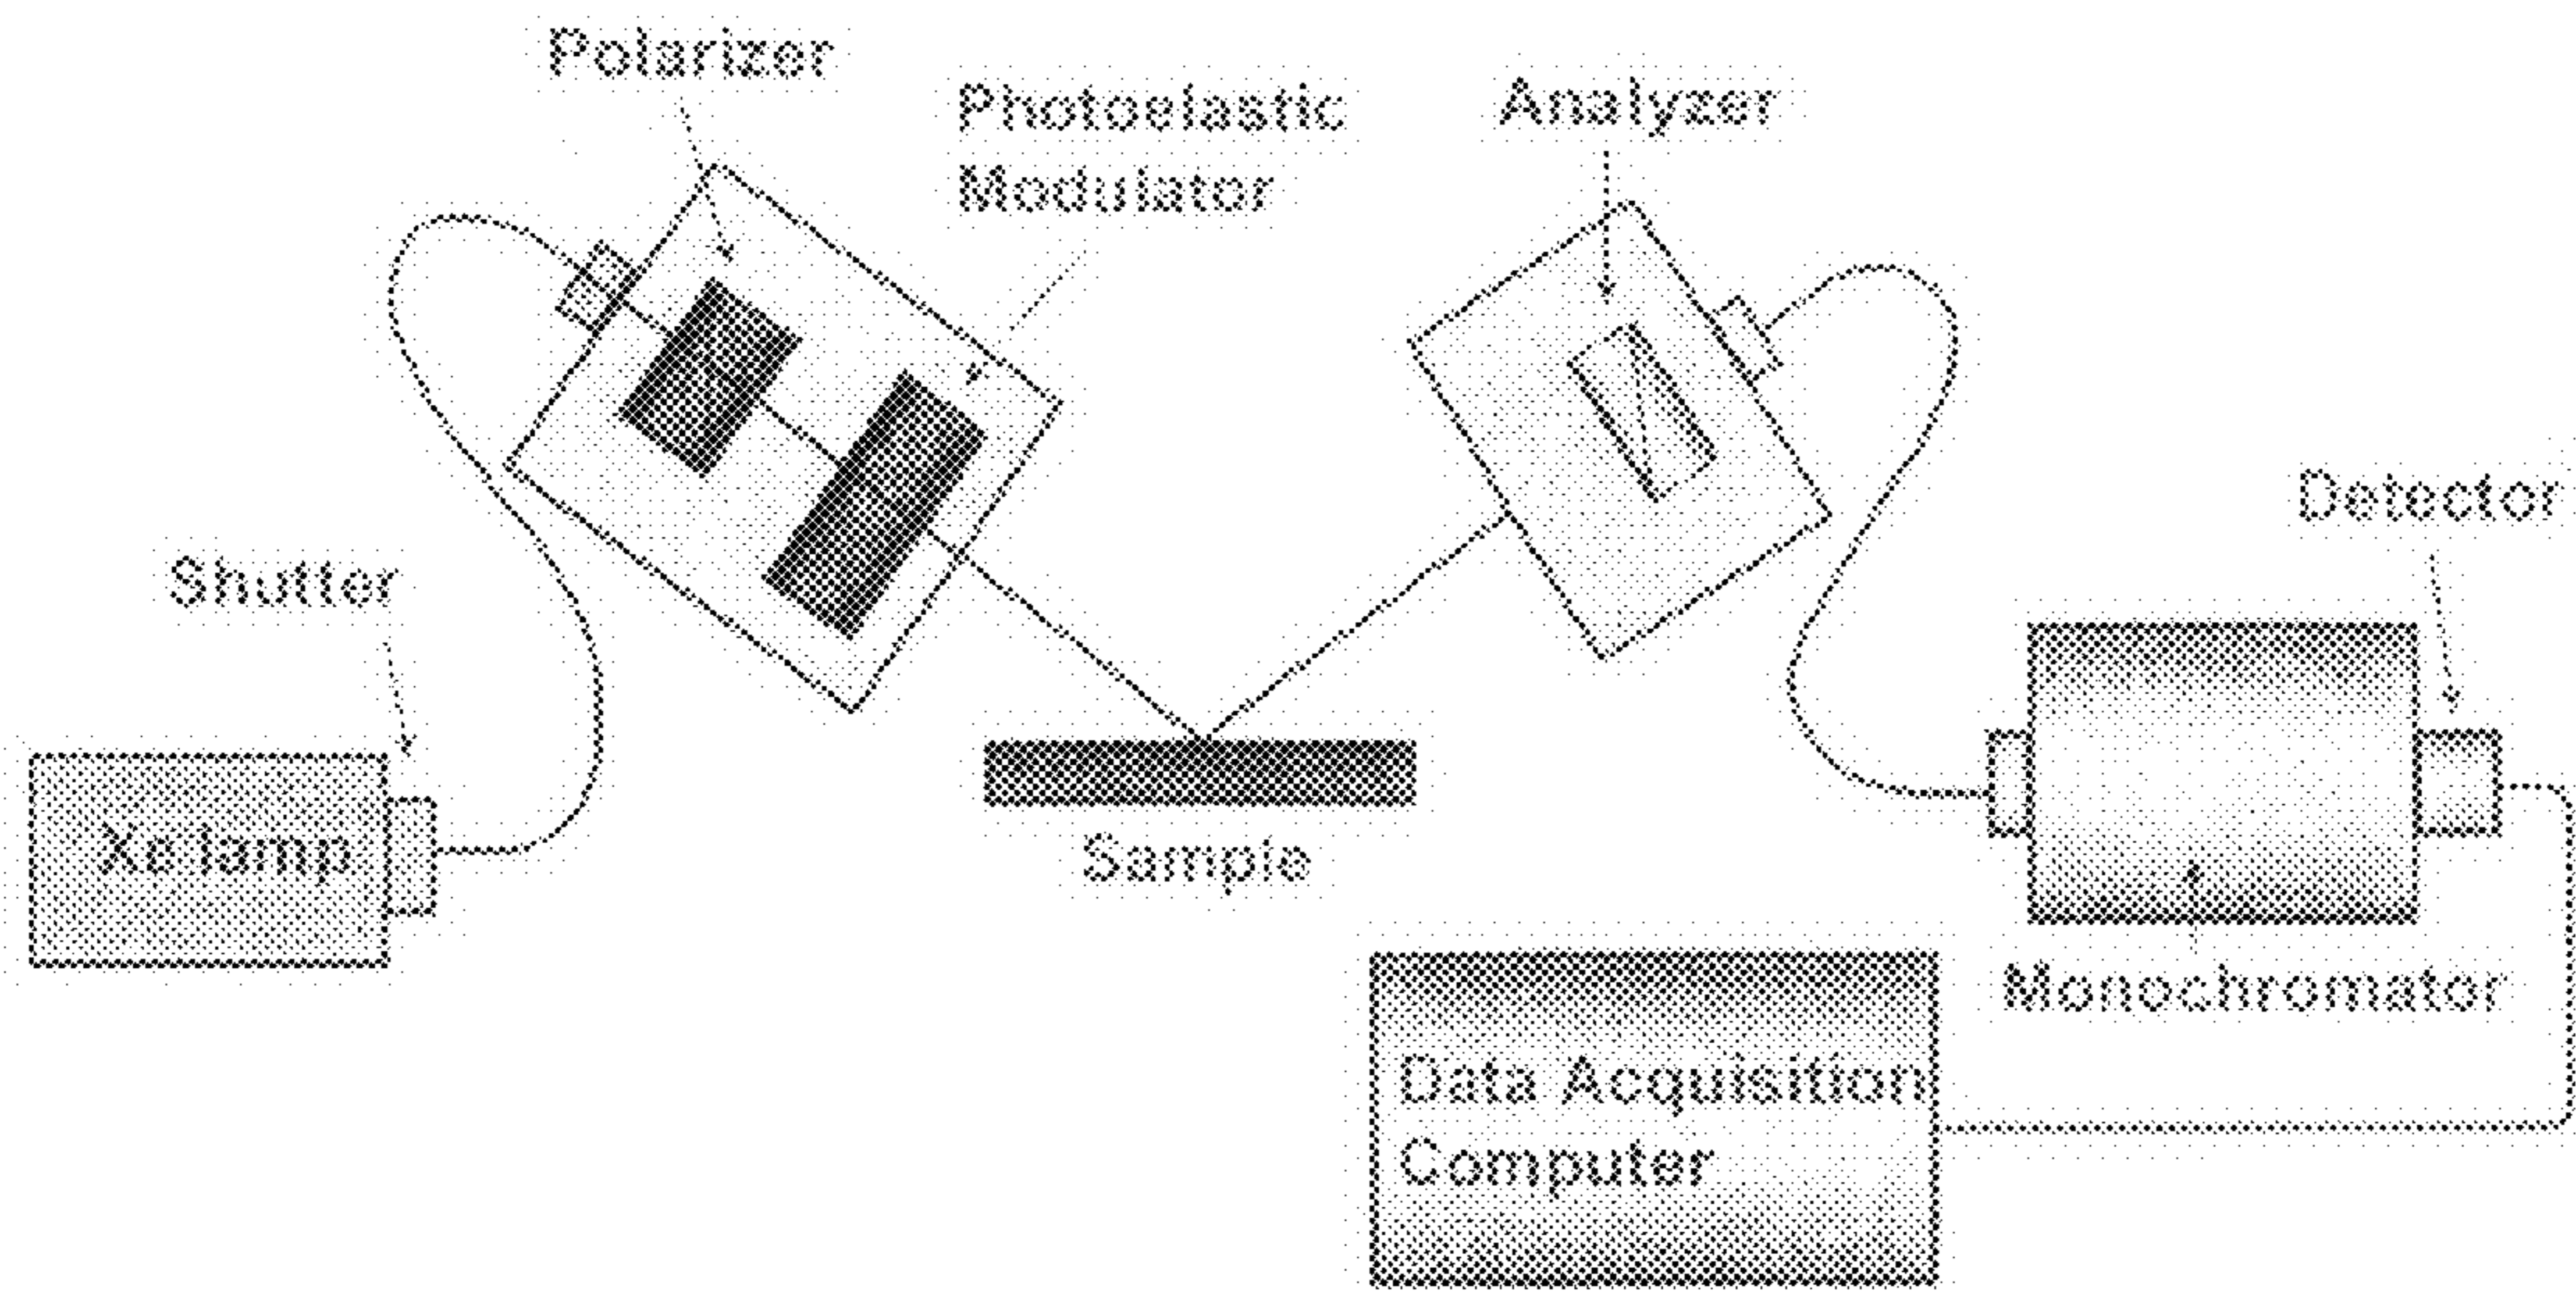 Polarizer
Photoelastic
Modulator
Analyzer
Detector
Shutter
Xe lamp
Sample
Monochromator
Data Acquisition
Computer